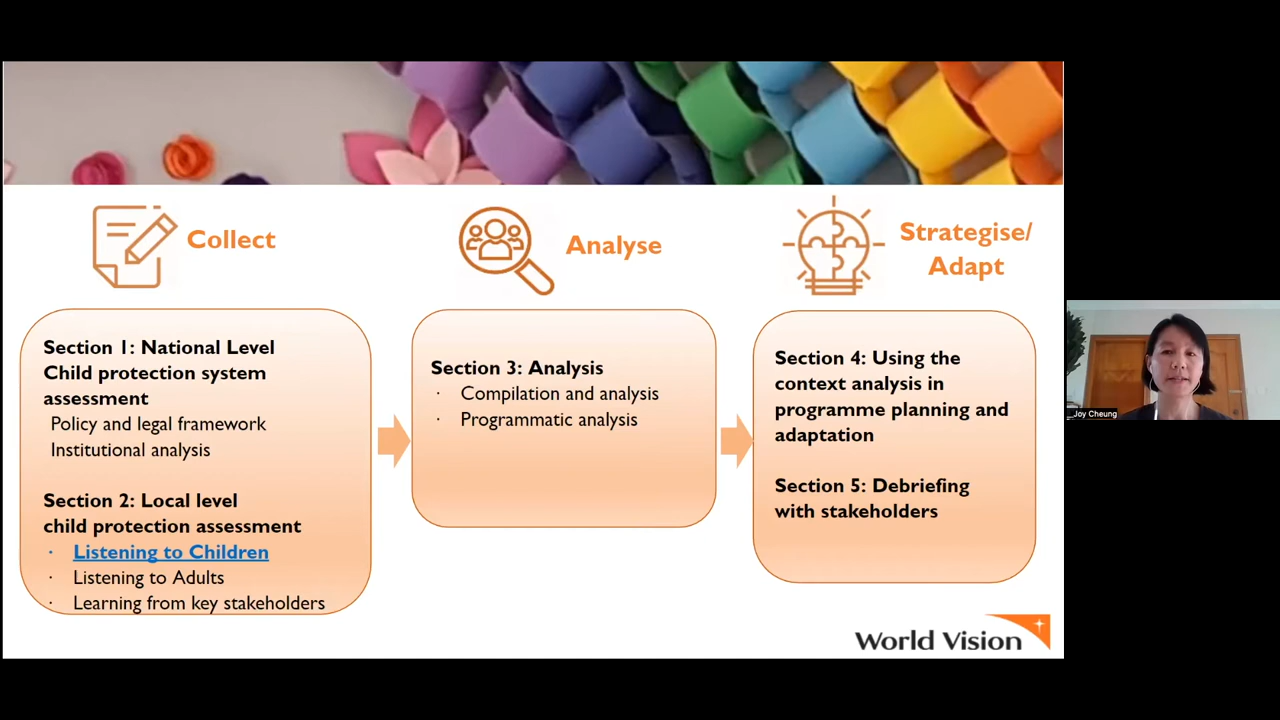 Collect
Section 1: National Level
Child protection system
assessment
Policy and legal framework
Institutional analysis
Section 2: Local level
child protection assessment
· Listening to Children
· Listening to Adults
· Learning from key stakeholders
Analyse
Section 3: Analysis
· Compilation and analysis
· Programmatic analysis
Strategise/
Adapt
Section 4: Using the
context analysis in
programme planning and
adaptation
Section 5: Debriefing
with stakeholders
World Vision
Joy Cheung